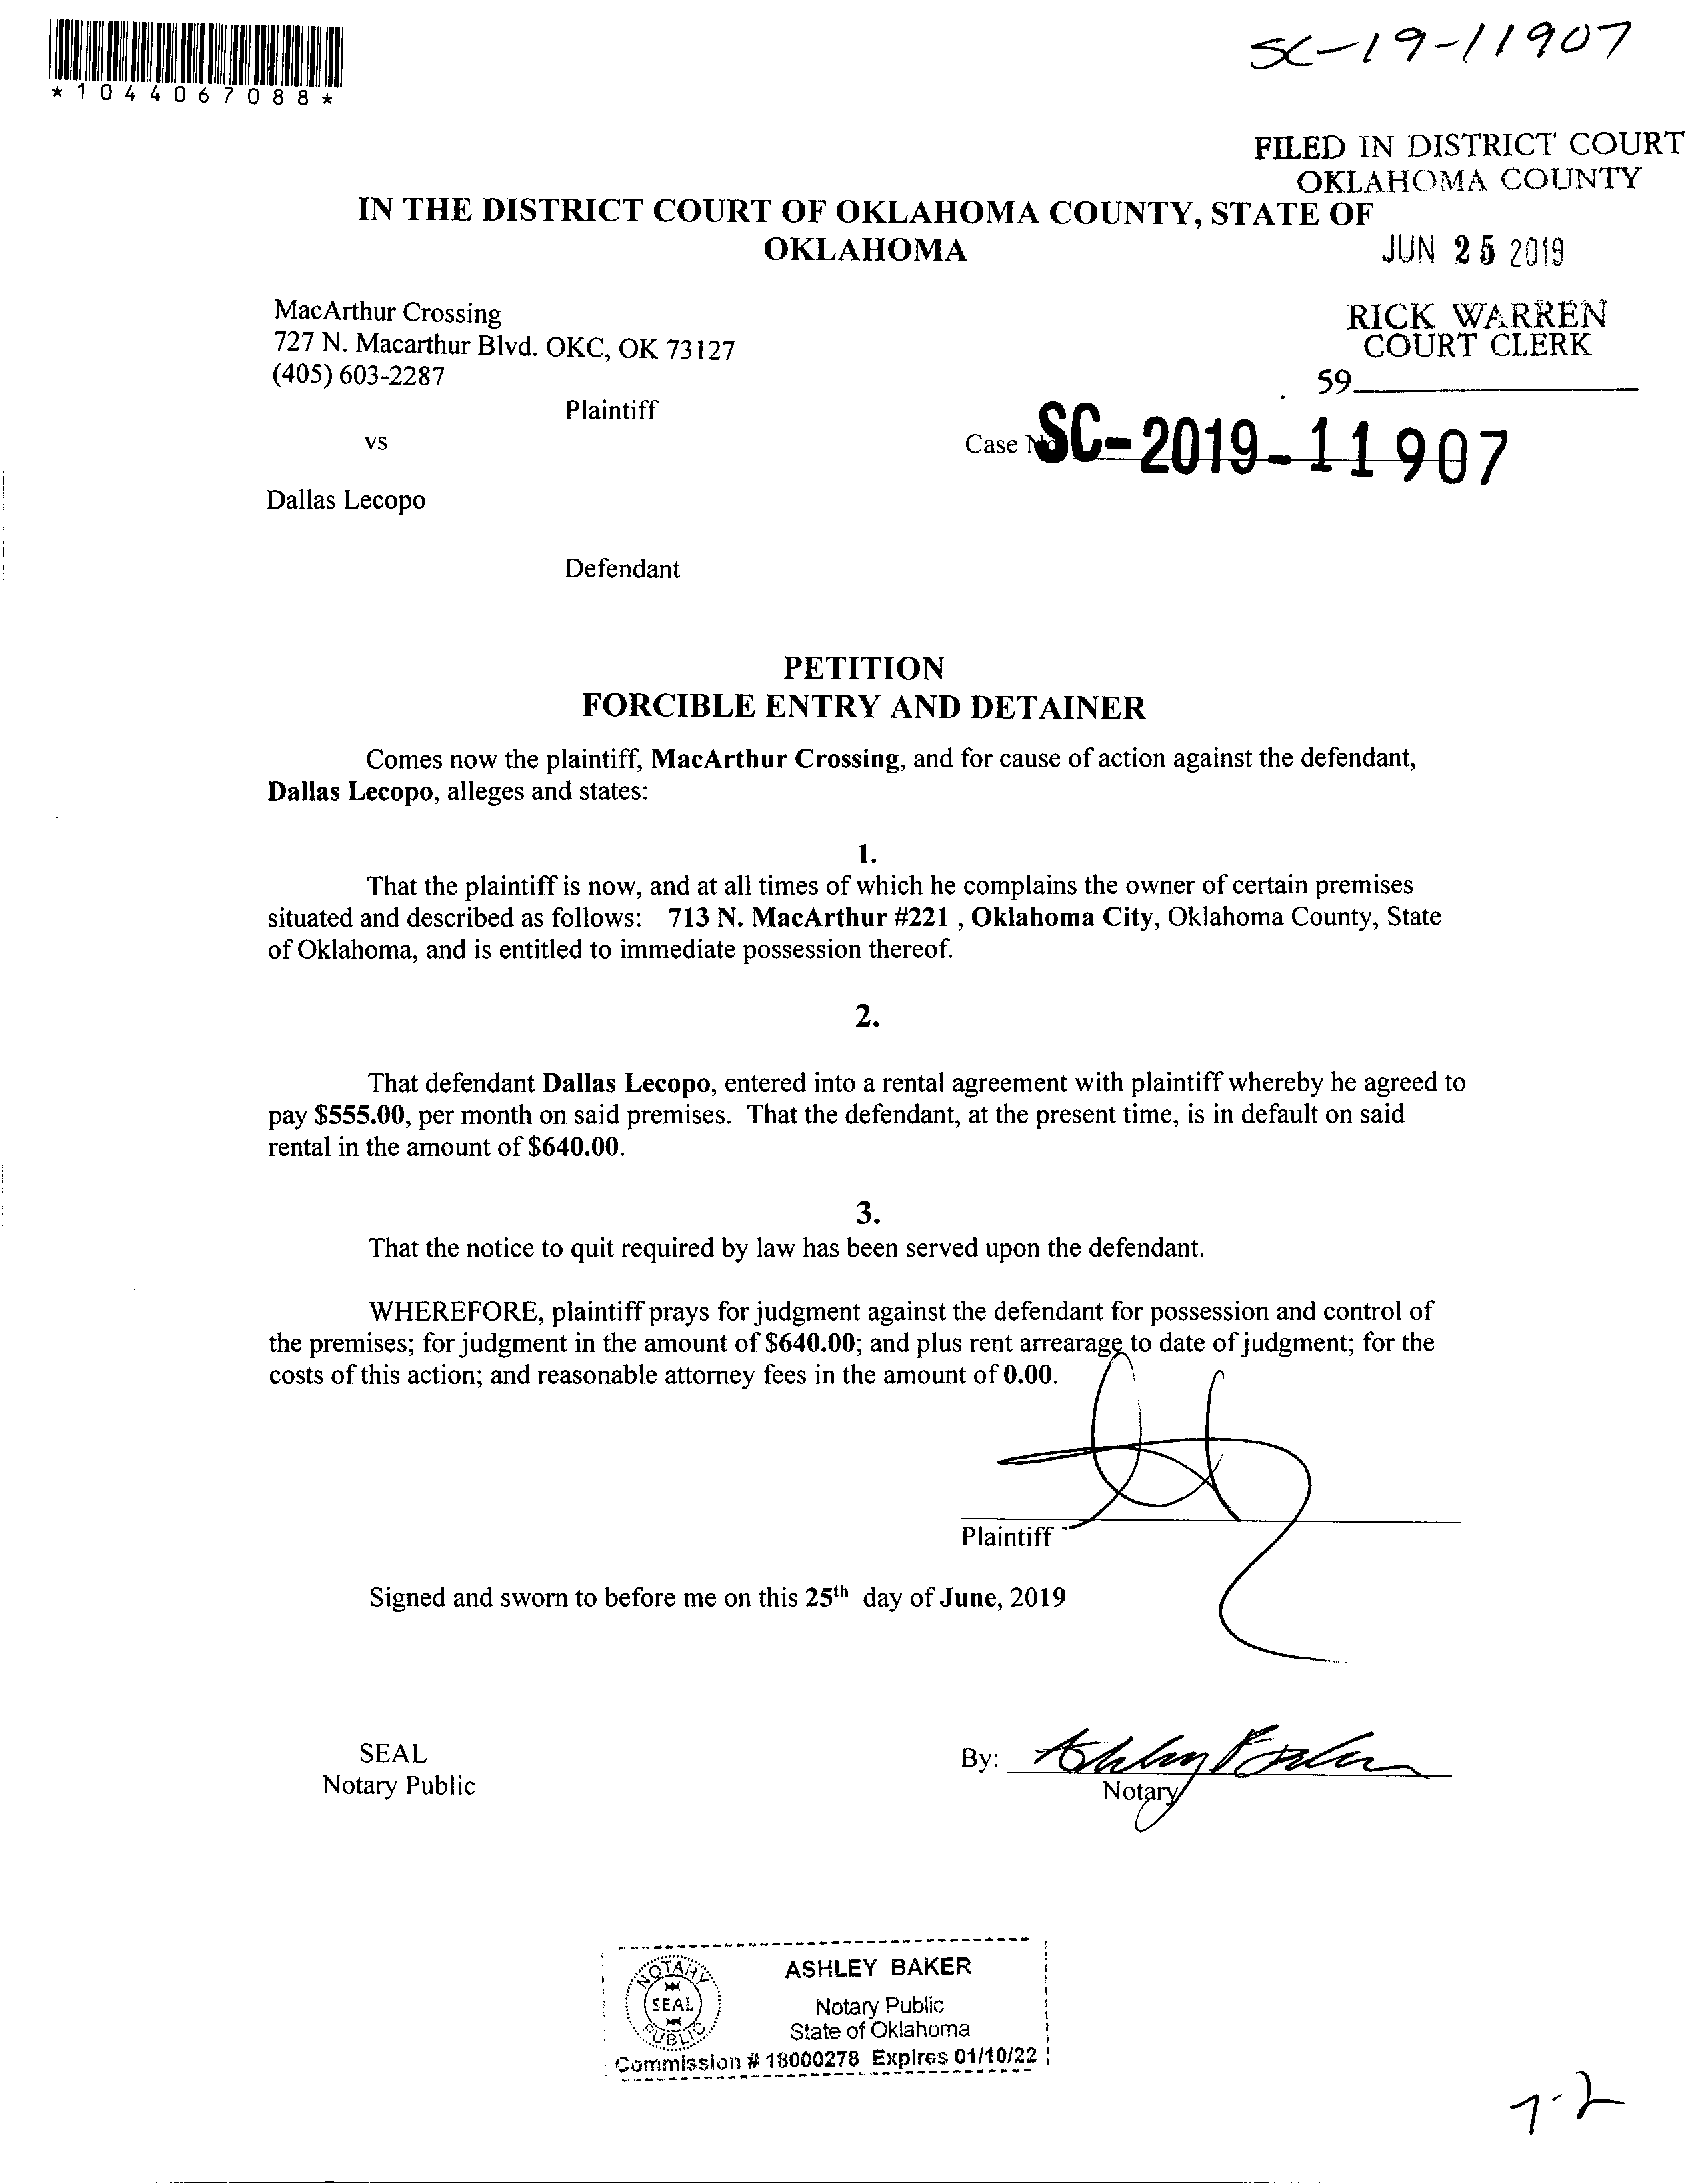 SC-19-11907
*1044067088*
FILED IN DISTRICT COURT
OKLAHOMA COUNTY
IN THE DISTRICT COURT OF OKLAHOMA COUNTY, STATE OF
OKLAHOMA
JUN 25 2019
MacArthur Crossing
727 N. Macarthur Blvd. OKC, OK 73127
(405) 603-2287
RICK WARREN
COURT CLERK
59
Plaintiff
vs
Case No SC-2019-11907
Dallas Lecopo
Defendant
PETITION
FORCIBLE ENTRY AND DETAINER
Comes now the plaintiff, MacArthur Crossing, and for cause of action against the defendant,
Dallas Lecopo, alleges and states:
1.
That the plaintiff is now, and at all times of which he complains the owner of certain premises
situated and described as follows: 713 N. MacArthur #221 , Oklahoma City, Oklahoma County, State
of Oklahoma, and is entitled to immediate possession thereof.
2.
That defendant Dallas Lecopo, entered into a rental agreement with plaintiff whereby he agreed to
pay $555.00, per month on said premises. That the defendant, at the present time, is in default on said
rental in the amount of $640.00.
3.
That the notice to quit required by law has been served upon the defendant.
WHEREFORE, plaintiff prays for judgment against the defendant for possession and control of
the premises; for judgment in the amount of $640.00; and plus rent arrearage to date of judgment; for the
costs of this action; and reasonable attorney fees in the amount of 0.00.
Plaintiff
Signed and sworn to before me on this 25th day of June, 2019
SEAL
Notary Public
By: Ashley Baker
Notary
NOTARY
SEAL
PUBLIC
ASHLEY BAKER
Notary Public
State of Oklahoma
Commission # 18000278 Expires 01/10/22
7-2